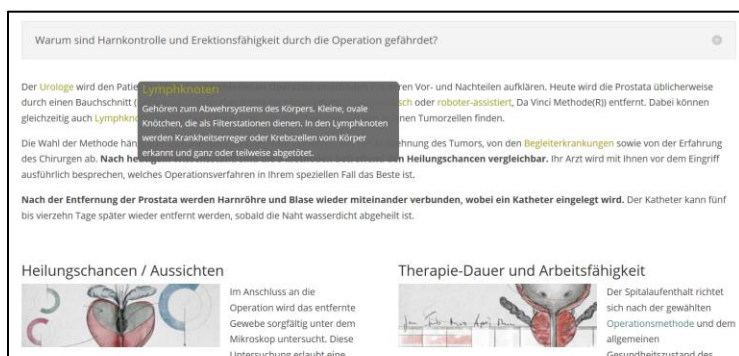 Warum sind Harnkontrolle und Erektionsfähigkeit durch die Operation gefährdet?
Der Urologe wird den Patie
ren Vor- und Nachteilen aufklären. Heute wird die Prostata üblicherweise
Lymphknoten
durch einen Bauchschnitt (
sch oder roboter-assistiert, Da Vinci Methode(R)) entfernt. Dabei können
gleichzeitig auch Lymphkno
nen Tumorzellen finden.
Gehören zum Abwehrsystems des Körpers. Kleine, ovale
Knötchen, die als Filterstationen dienen. In den Lymphknoten
werden Krankheitserreger oder Krebszellen vom Körper
erkannt und ganz oder teilweise abgetötet.
Die Wahl der Methode hän
ehnung des Tumors, von den Begleiterkrankungen sowie von der Erfahrung
des Chirurgen ab. Nach
den Heilungschancen vergleichbar. Ihr Arzt wird mit Ihnen vor dem Eingriff
ausführlich besprechen, welches Operationsverfahren in Ihrem speziellen Fall das Beste ist.
Nach der Entfernung der Prostata werden Harnröhre und Blase wieder miteinander verbunden, wobei ein Katheter eingelegt wird. Der Katheter kann fünf
bis vierzehn Tage später wieder entfernt werden, sobald die Naht wasserdicht abgeheilt ist.
Heilungschancen / Aussichten
Im Anschluss an die
Operation wird das entfernte
Gewebe sorgfältig unter dem
Mikroskop untersucht. Diese
Untersuchung erlaubt eine
Therapie-Dauer und Arbeitsfähigkeit
Der Spitalaufenthalt richtet
sich nach der gewählten
Operationsmethode und dem
allgemeinen
Gesundheitszustand des